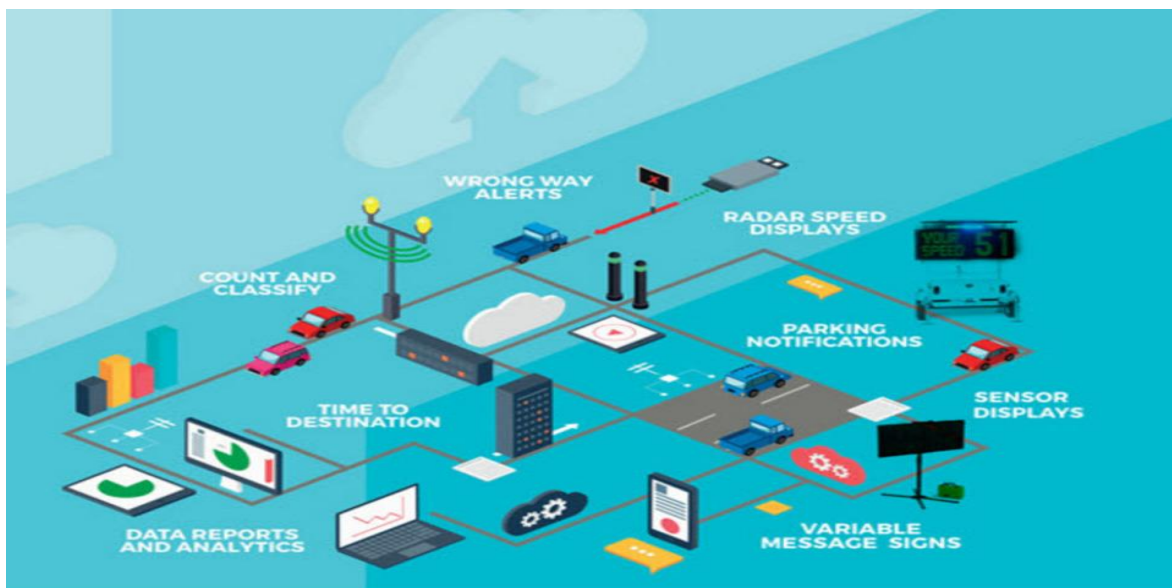 WRONG WAY
ALERTS
RADAR SPEED
DISPLAYS
YOUR
SPEED 51
COUNT AND
CLASSIFY
PARKING
NOTIFICATIONS
TIME TO
DESTINATION
SENSOR
DISPLAYS
DATA REPORTS
AND ANALYTICS
VARIABLE
MESSAGE SIGNS